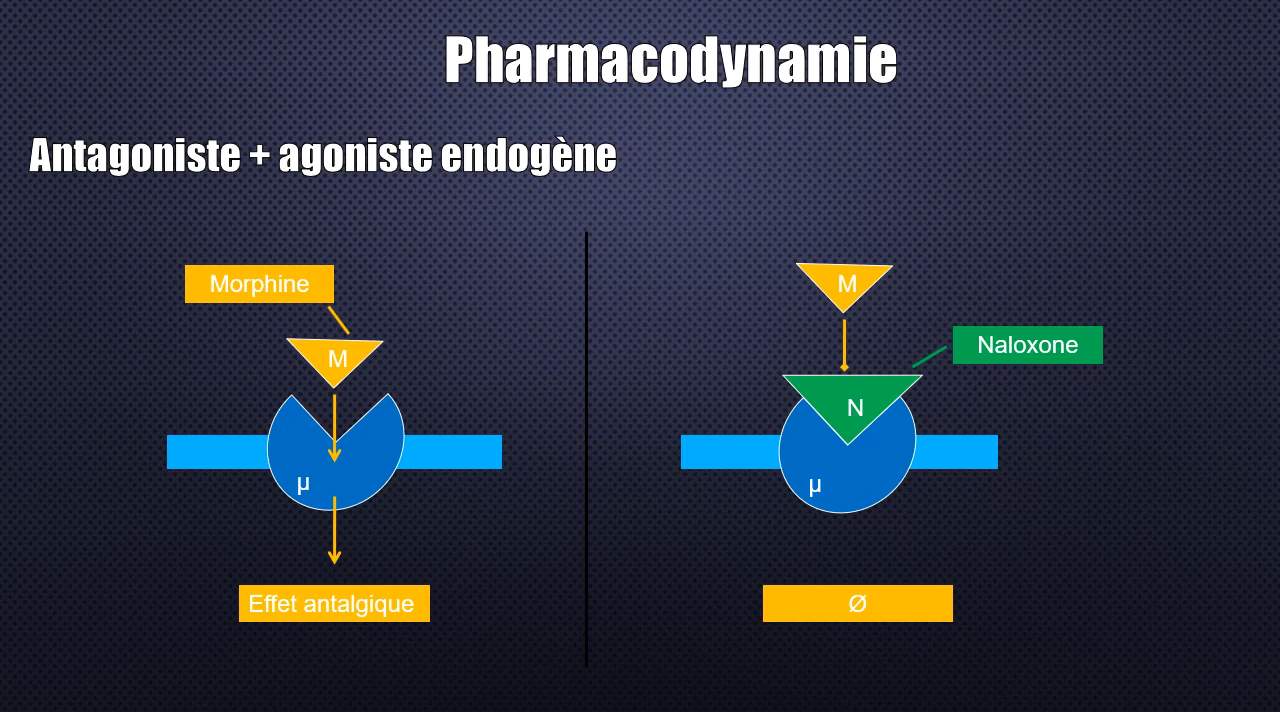 Pharmacodynamie
Antagoniste + agoniste endogène
Morphine
M
µ
Effet antalgique
M
Naloxone
N
µ
Ø